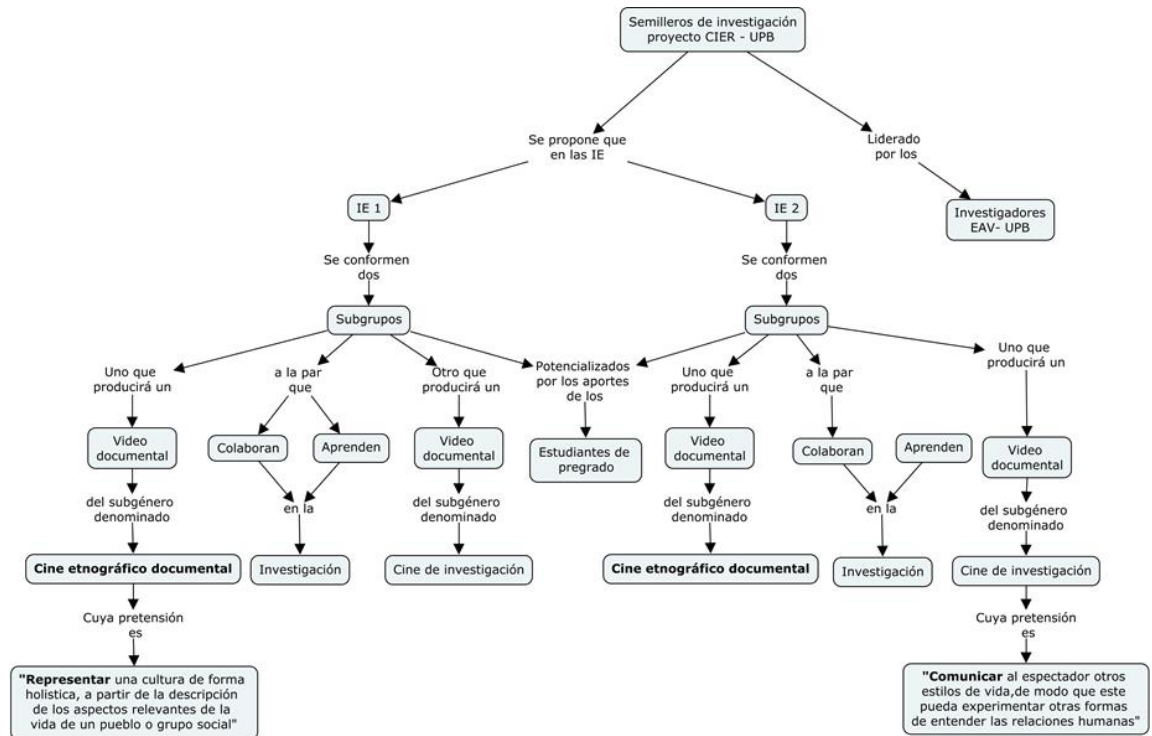 Semilleros de investigación
proyecto CIER - UPB
Se propone que
en las IE
Liderado
por los
IE 1
IE 2
Investigadores
EAV- UPB
Se conformen
dos
Se conformen
dos
Subgrupos
Subgrupos
Uno que
producirá un
a la par
que
Otro que
producirá un
Potencializados
por los aportes
de los
Uno que
producirá un
a la par
que
Uno que
producirá un
Video
documental
Colaboran
Aprenden
Video
documental
Estudiantes de
pregrado
Video
documental
Colaboran
Aprenden
Video
documental
del subgénero
denominado
en la
del subgénero
denominado
del subgénero
denominado
en la
del subgénero
denominado
Cine etnográfico documental
Investigación
Cine de investigación
Cine etnográfico documental
Investigación
Cine de investigación
Cuya pretensión
es
Cuya pretensión
es
"Representar una cultura de forma
holistica, a partir de la descripción
de los aspectos relevantes de la
vida de un pueblo o grupo social"
"Comunicar al espectador otros
estilos de vida,de modo que este
pueda experimentar otras formas
de entender las relaciones humanas"